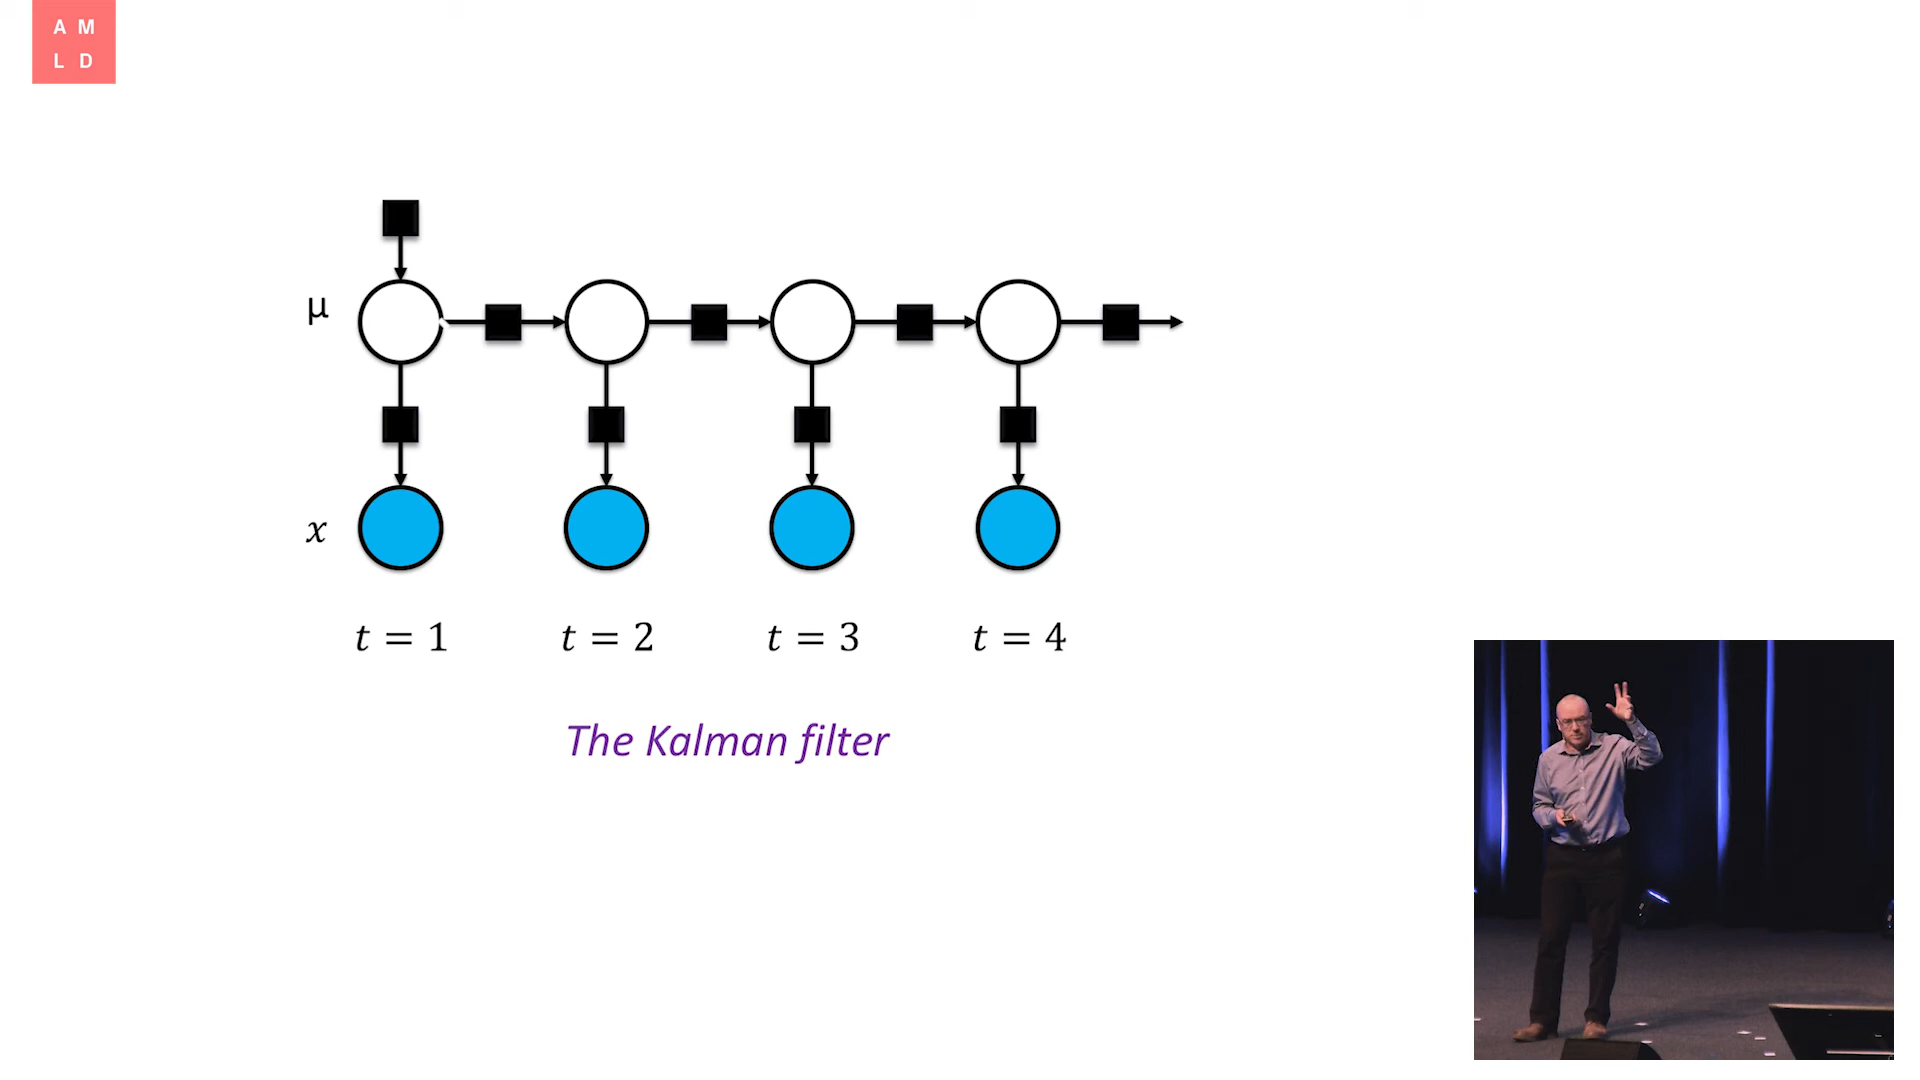 A M
L D
μ
x
t = 1
t = 2
t = 3
t = 4
The Kalman filter